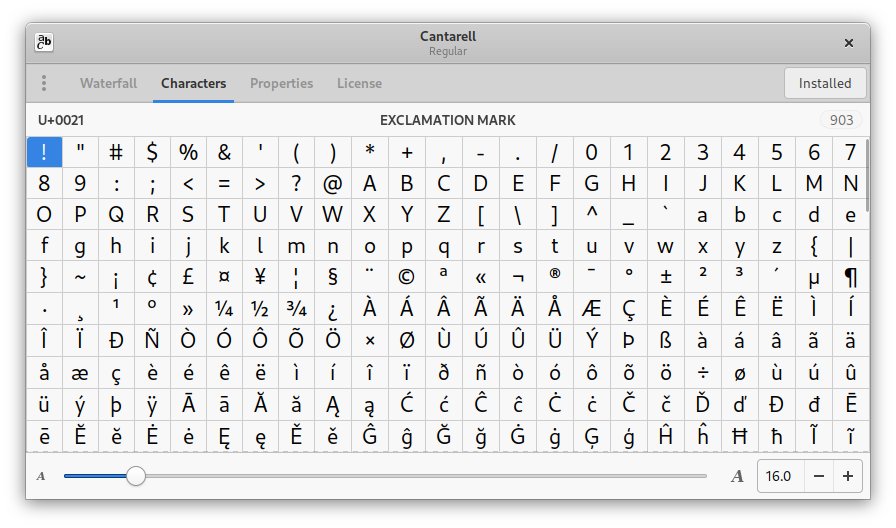 Cantarell
Regular
Waterfall Characters Properties License Installed
U+0021 EXCLAMATION MARK 903
! " # $ % & ' ( ) * + , - . / 0 1 2 3 4 5 6 7
8 9 : ; < = > ? @ A B C D E F G H I J K L M N
O P Q R S T U V W X Y Z [ \ ] ^ _ ` a b c d e
f g h i j k l m n o p q r s t u v w x y z { |
} ~ ¡ ¢ £ ¤ ¥ ¦ § ¨ © ª « ¬ ® ¯ ° ± ² ³ ´ µ ¶
· ¸ ¹ º » ¼ ½ ¾ ¿ À Á Â Ã Ä Å Æ Ç È É Ê Ë Ì Í
Î Ï Ð Ñ Ò Ó Ô Õ Ö × Ø Ù Ú Û Ü Ý Þ ß à á â ã ä
å æ ç è é ê ë ì í î ï ð ñ ò ó ô õ ö ÷ ø ù ú û
ü ý þ ÿ Ā ā Ă ă Ą ą Ć ć Ĉ ĉ Ċ ċ Č č Ď ď Đ đ Ē
ē Ĕ ĕ Ė ė Ę ę Ě ě Ĝ ĝ Ğ ğ Ġ ġ Ģ ģ Ĥ ĥ Ħ ħ Ĩ ĩ
A A 16.0 − +